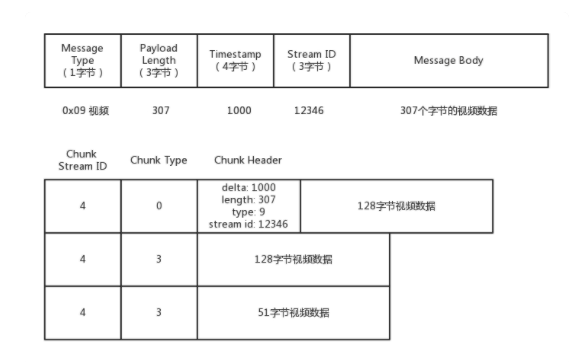 Message Type （1字节）
Payload Length （3字节）
Timestamp （4字节）
Stream ID （3字节）
Message Body
0x09 视频
307
1000
12346
307个字节的视频数据
Chunk Stream ID
Chunk Type
Chunk Header
4
0
delta: 1000
length: 307
type: 9
stream id: 12346
128字节视频数据
4
3
128字节视频数据
4
3
51字节视频数据